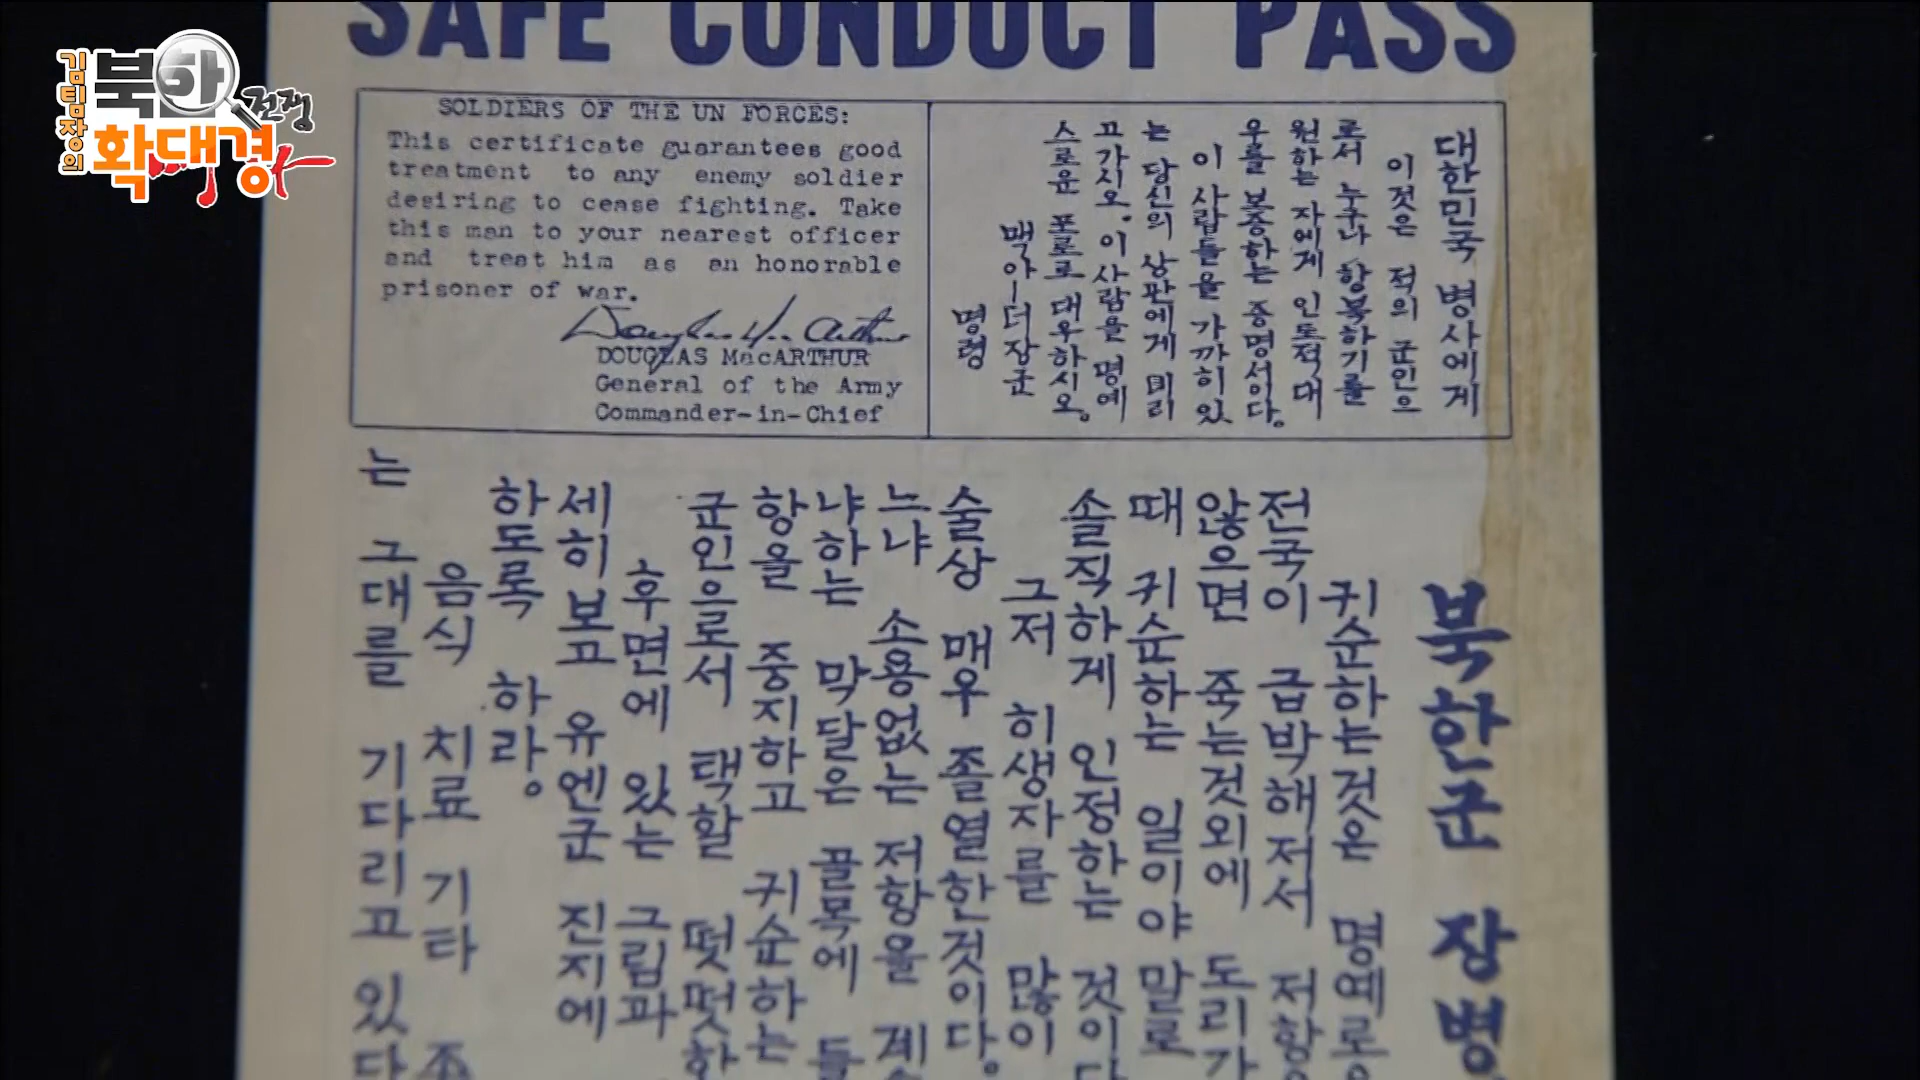 김팀장의
북한전쟁
확대경
SAFE CONDUCT PASS
SOLDIERS OF THE UN FORCES:
This certificate guarantees good
treatment to any enemy soldier
desiring to cease fighting. Take
this man to your nearest officer
and treat him as an honorable
prisoner of war.
Douglas MacArthur
DOUGLAS MacARTHUR
General of the Army
Commander-in-Chief
대한민국 병사에게
이것은 적의 군인으
로서 누구나 항복하기를
원하는 자에게 인도적 대
우를 보증하는 증명서이다.
이 사람들을 가까히 있
는 당신의 상관에게 데리
고 가시오. 이 사람을 명예
스로운 포로로 대우하시오.
맥아-더 장군
명령
북한군 장병
귀순하는것은 명예로
전국이 급박해저서 저항
않으면 죽는것외에 도리가
때 귀순하는 일이야 말로
솔직하게 인정하는 것이다
그저 히생자를 많이
술상 매우 졸열한것이다.
느냐 소용없는 저항을 계
냐하는 막달은 꼴목에 들
항을 중지하고 귀순하는
군인으로서 택할 떳떳하
후면에 있는 그림과
세히 보고 유엔군 진지에
하도록 하라.
음식 치료 기타
는 그대를 기다리고 있다